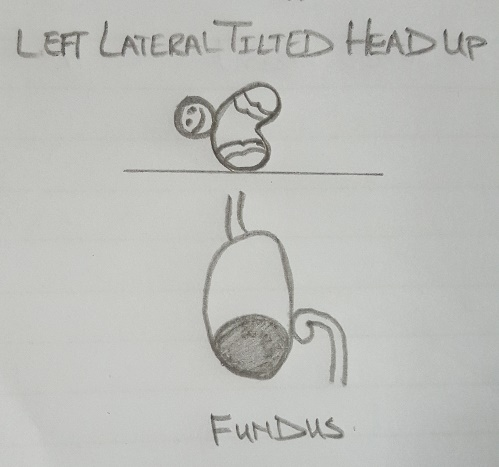 LEFT LATERAL TILTED HEAD UP
FUNDUS.